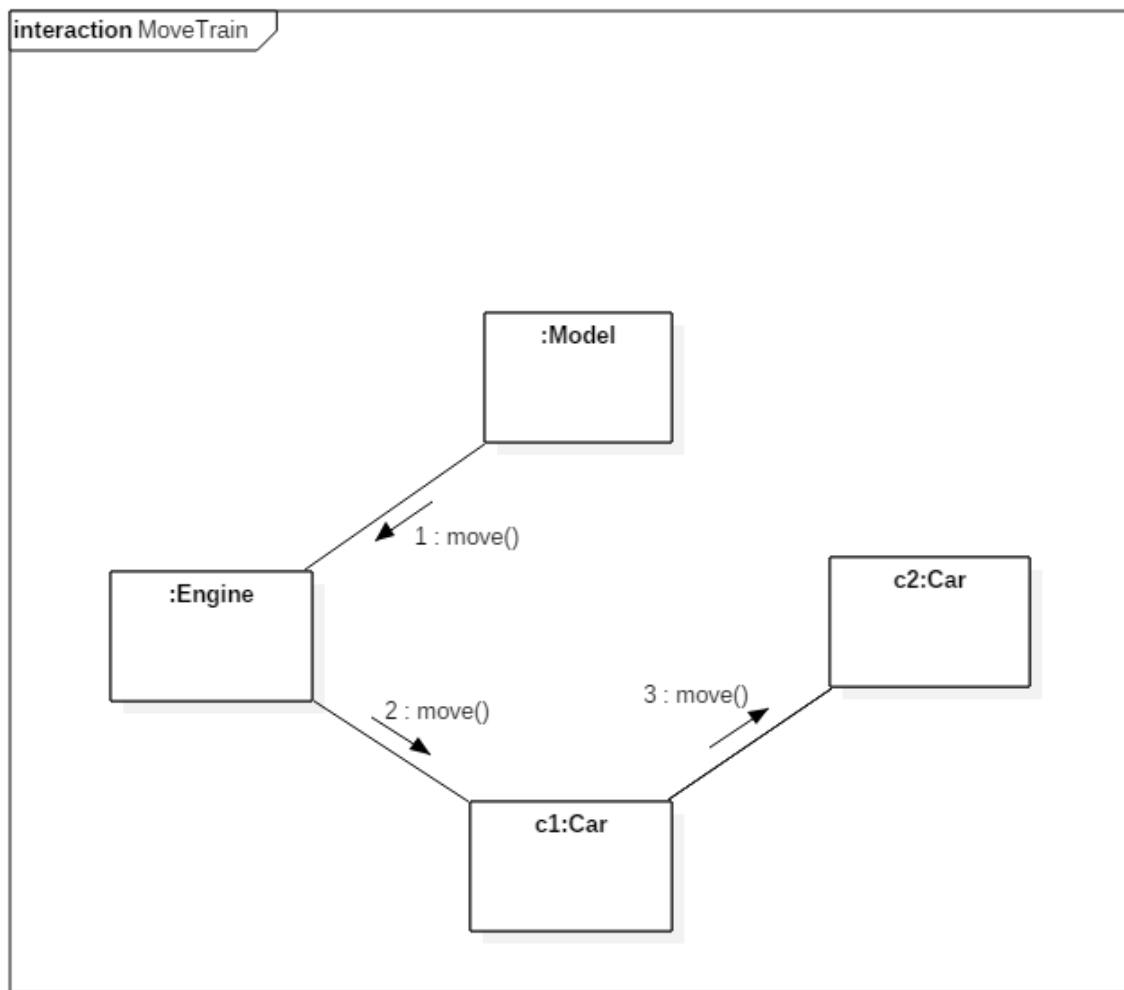 interaction MoveTrain
:Model
1 : move()
:Engine
c2:Car
2 : move()
3 : move()
c1:Car